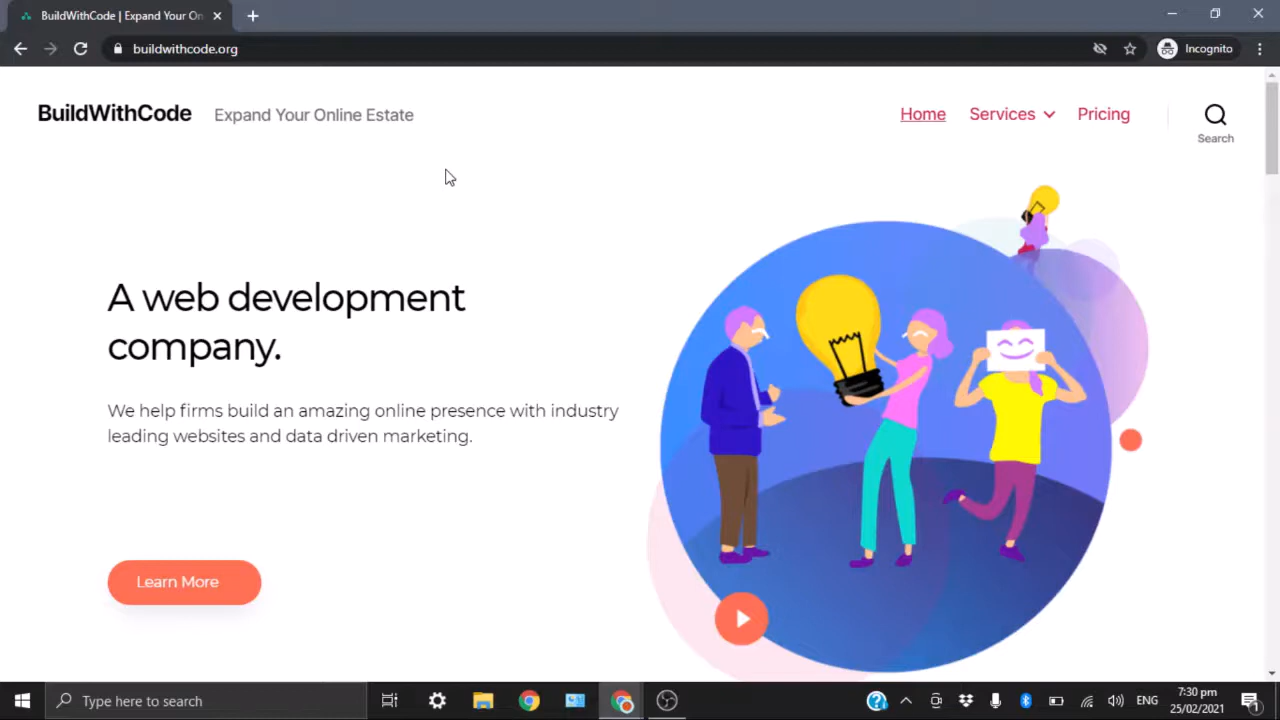 BuildWithCode | Expand Your On
buildwithcode.org
Incognito
BuildWithCode
Expand Your Online Estate
Home
Services
Pricing
Search
A web development
company.
We help firms build an amazing online presence with industry
leading websites and data driven marketing.
Learn More
Type here to search
ENG
7:30 pm
25/02/2021
1